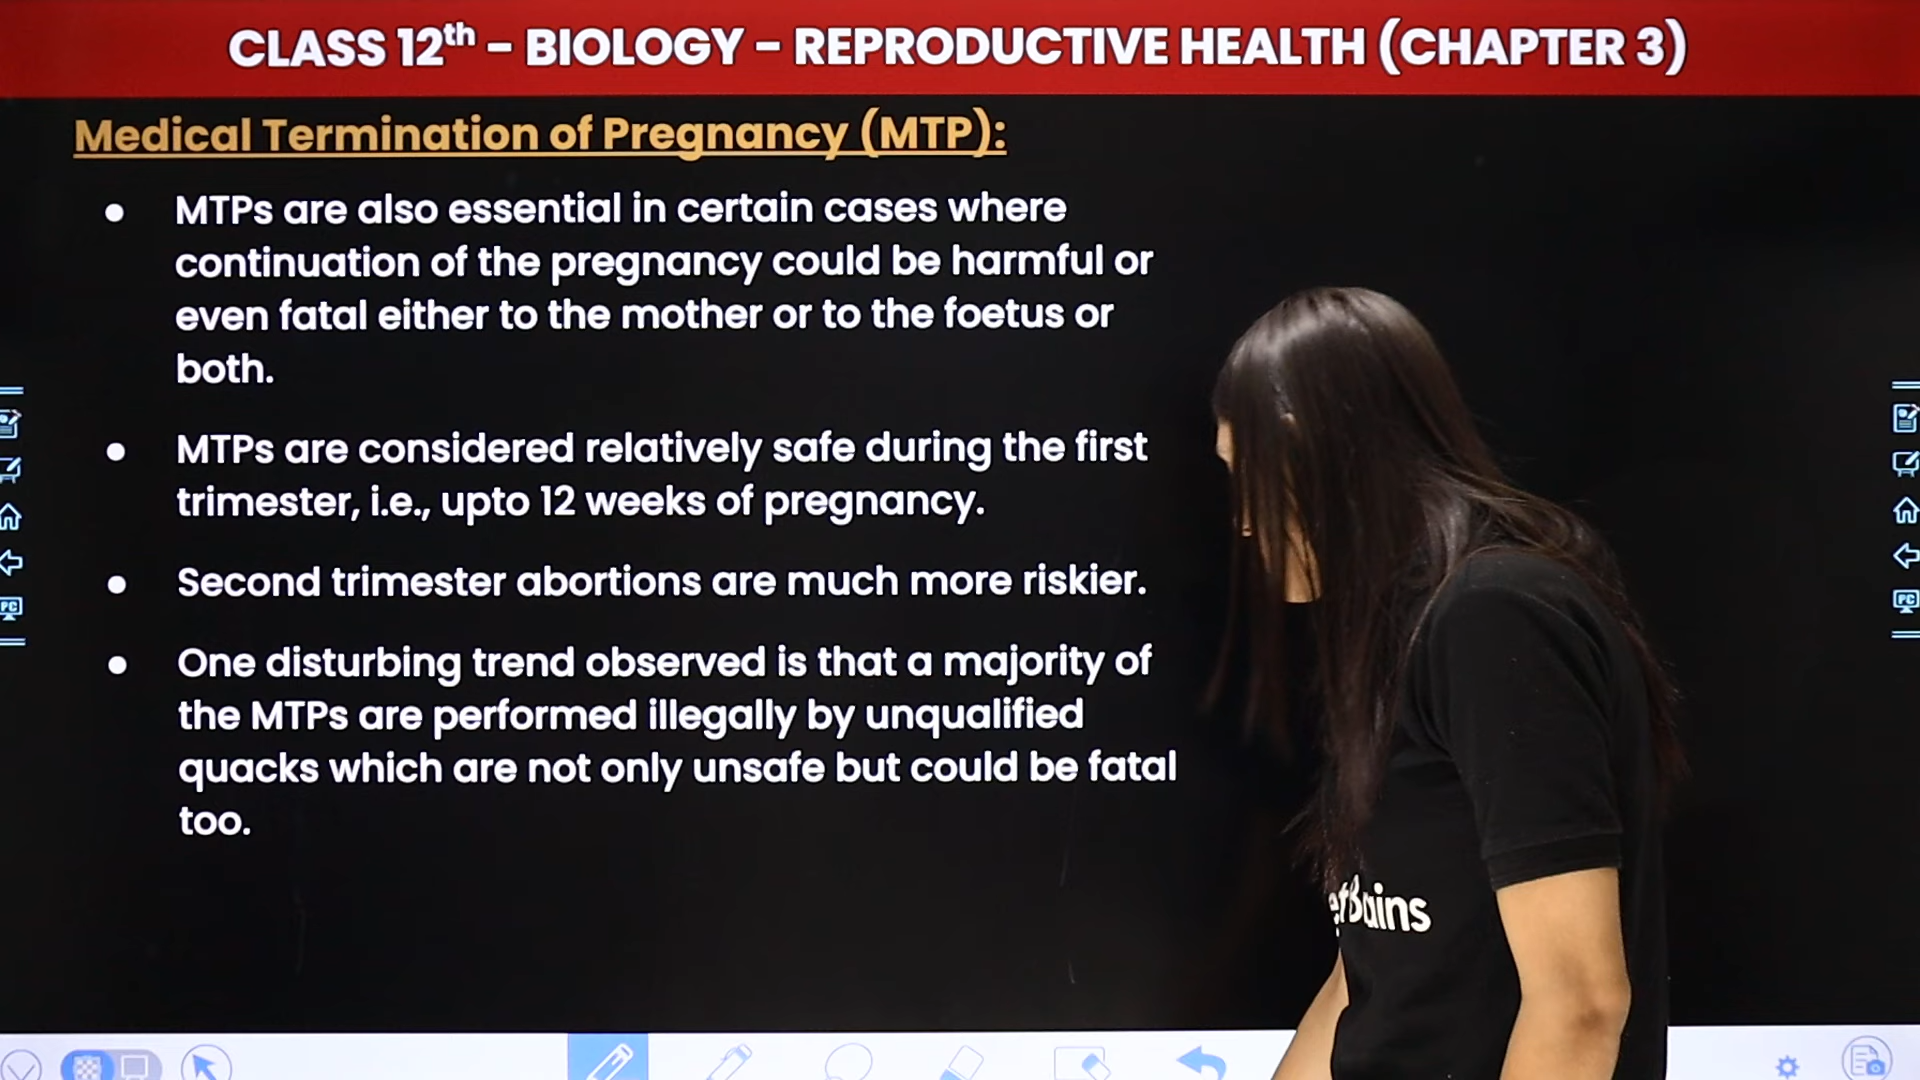 CLASS 12th - BIOLOGY - REPRODUCTIVE HEALTH (CHAPTER 3)
Medical Termination of Pregnancy (MTP):
● MTPs are also essential in certain cases where
continuation of the pregnancy could be harmful or
even fatal either to the mother or to the foetus or
both.
● MTPs are considered relatively safe during the first
trimester, i.e., upto 12 weeks of pregnancy.
● Second trimester abortions are much more riskier.
● One disturbing trend observed is that a majority of
the MTPs are performed illegally by unqualified
quacks which are not only unsafe but could be fatal
too.
etBrains
PC
PC